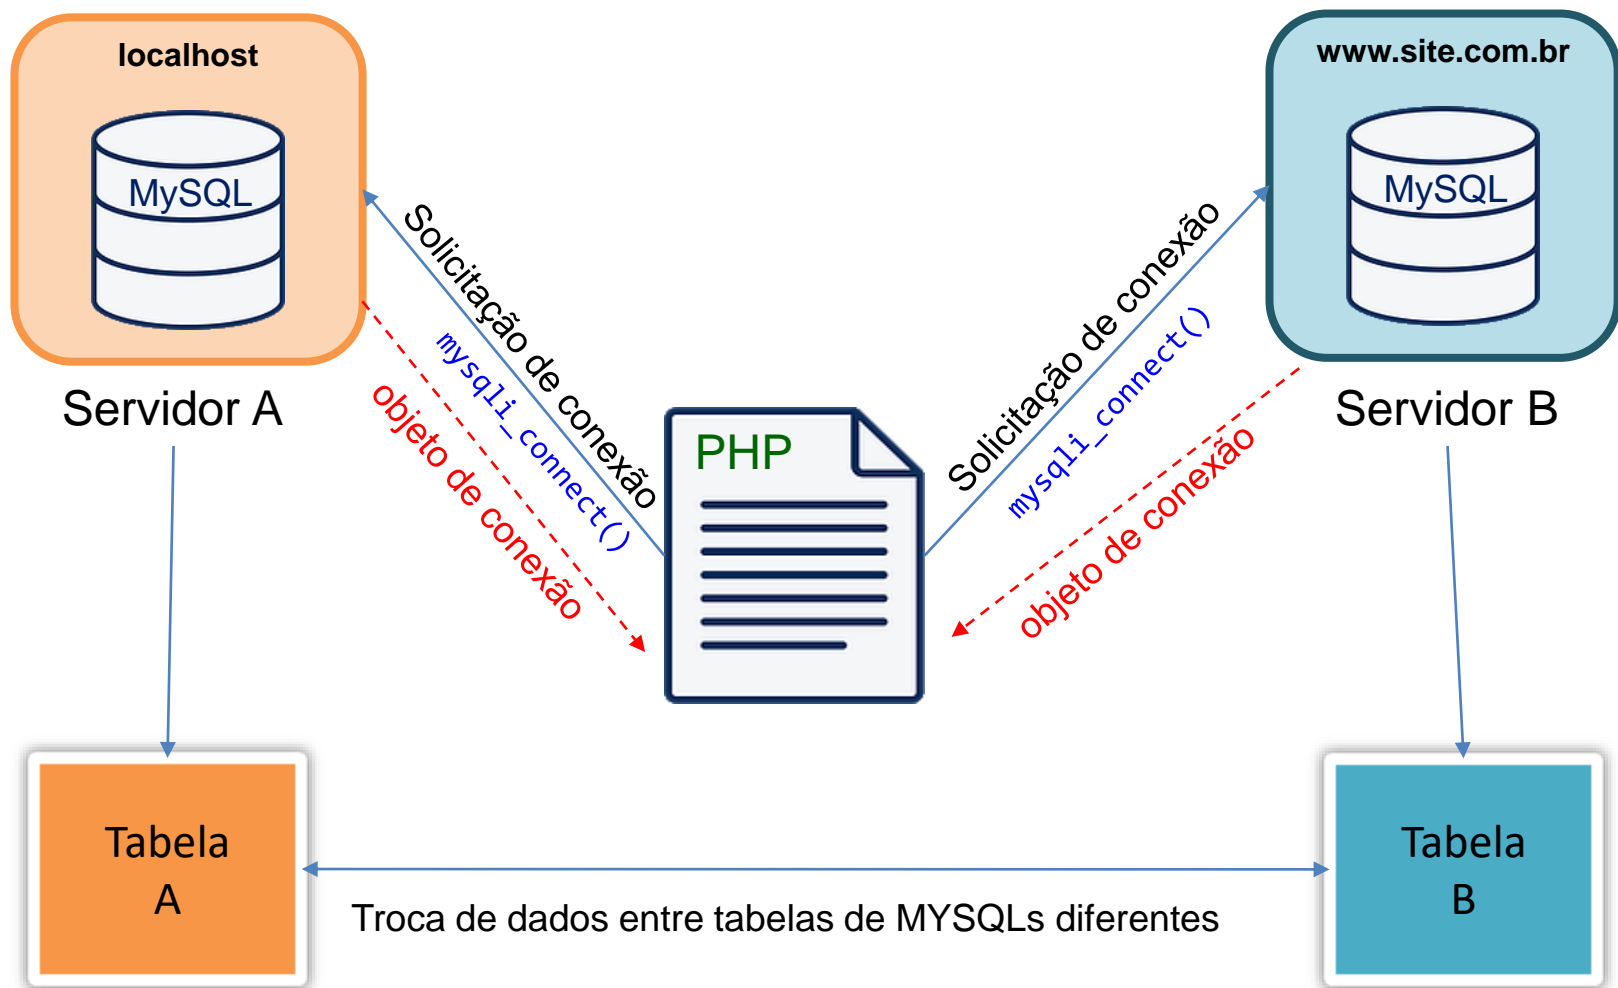 localhost
www.site.com.br
MySQL
MySQL
Solicitação de conexão
mysqli_connect()
objeto de conexão
Solicitação de conexão
mysqli_connect()
objeto de conexão
Servidor A
Servidor B
PHP
Tabela
A
Tabela
B
Troca de dados entre tabelas de MYSQLs diferentes